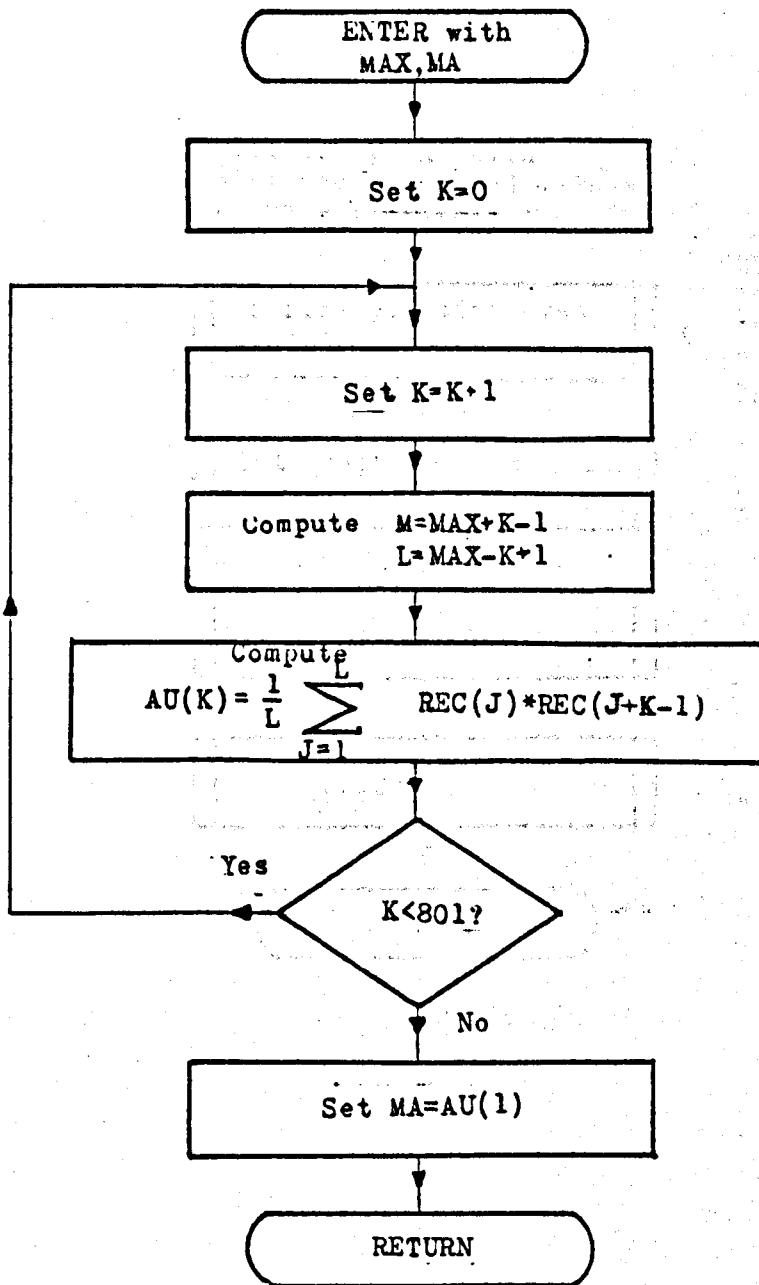 ENTER with
MAX,MA
Set K=0
Set K=K+1
Compute M=MAX+K-1
L=MAX-K+1
Compute
AU(K) = 1/L L∑J=1 REC(J)*REC(J+K-1)
Yes
K<801?
No
Set MA=AU(1)
RETURN